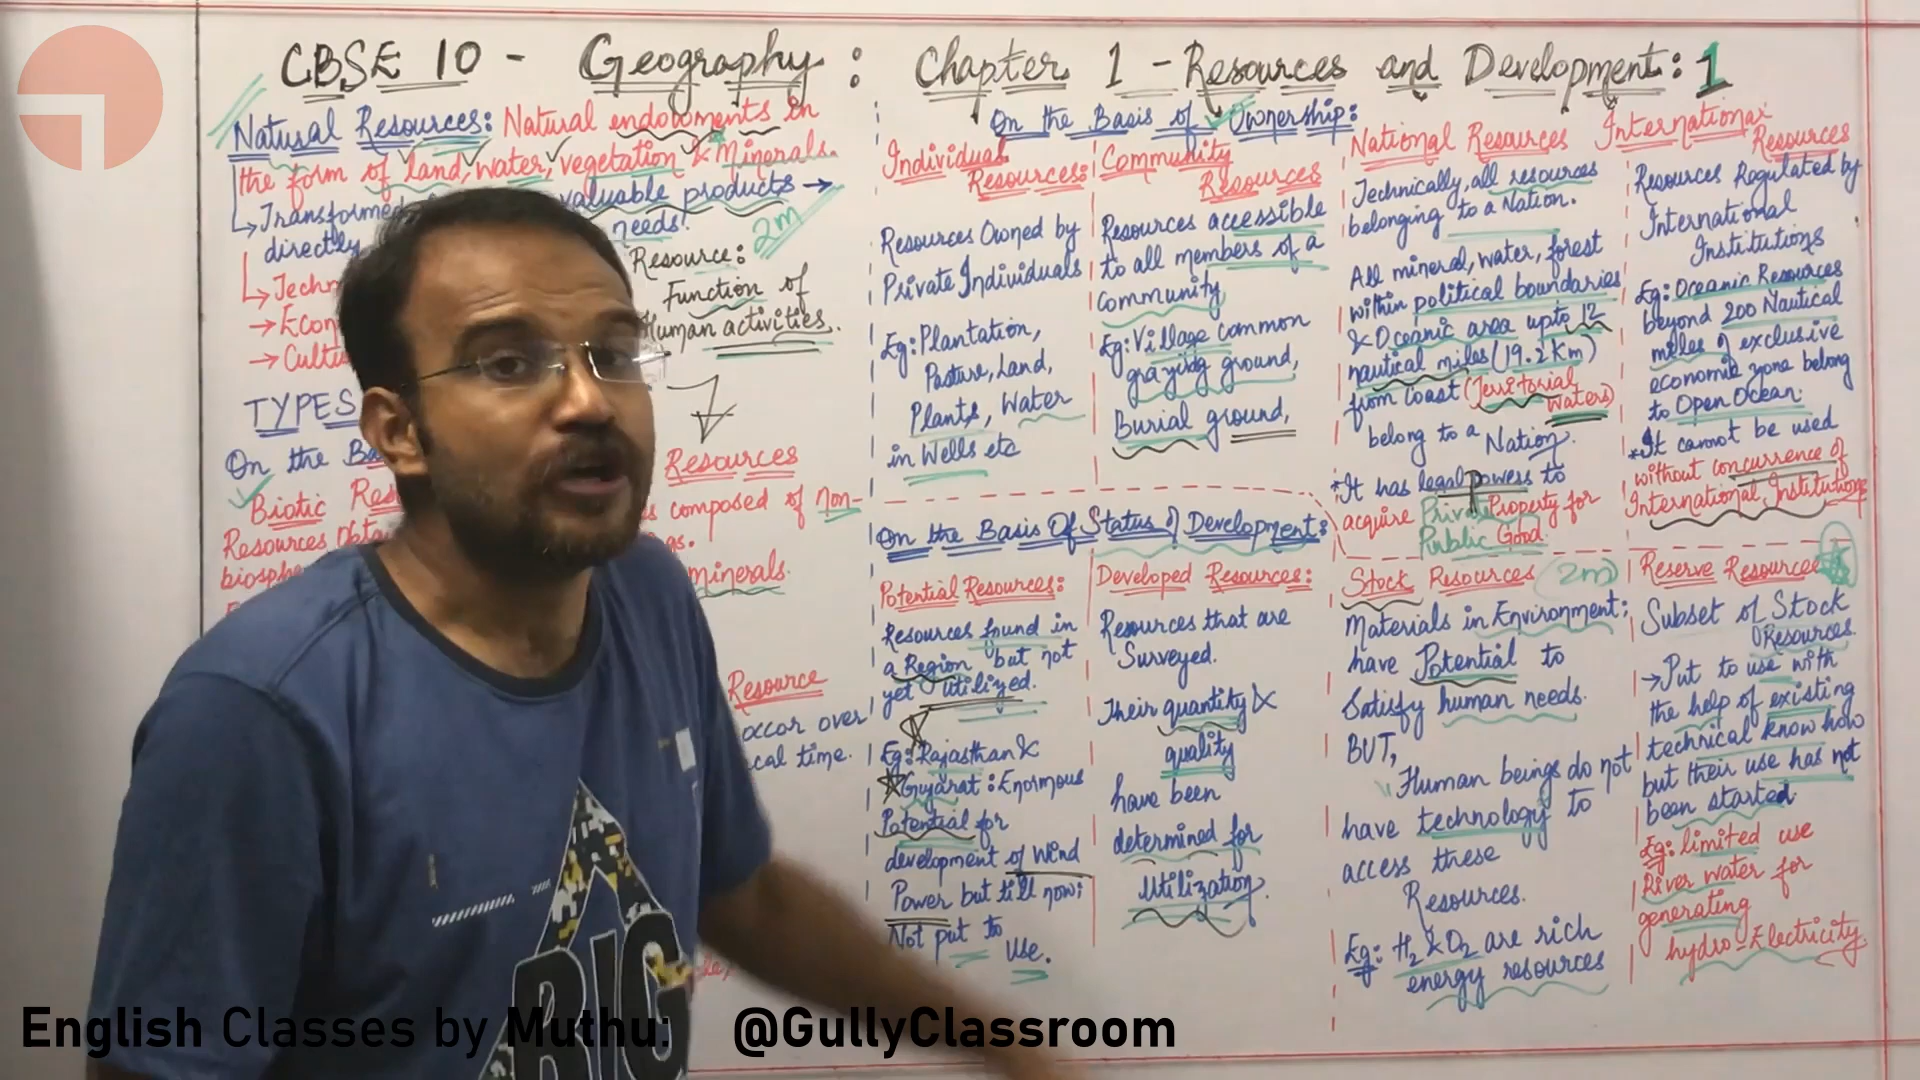 CBSE 10 - Geography : Chapter 1 - Resources and Development : 1
Natural Resources: Natural endowments in
the form of land, water, vegetation & Minerals.
Transformed
valuable products →
directly
needs!
2m
Resource:
Function of
Human activities.
→
→
TYPES
On the
Resources
Biotic
composed of non-
Resources
minerals.
Resource
occor over
time.
On the Basis of Ownership:
Individual
Resources:
Resources Owned by
Private Individuals
Eg: Plantation,
Pasture, Land,
Plants, Water
in Wells etc
Community
Resources
Resources accessible
to all members of a
Community
Eg: Village common
grazing ground,
Burial ground,
National Resources
Technically, all resources
belonging to a Nation.
All mineral, water, forest
within political boundaries
& Oceanic area upto 12
nautical miles (19.2 Km)
from Coast (Territorial
Waters)
belong to a Nation.
*It has legal powers to
acquire Private Property for
Public Good.
International
Resources
Resources Regulated by
International
Institutions
Eg: Oceanic Resources
beyond 200 Nautical
miles of exclusive
economic zone belong
to Open Ocean.
*It cannot be used
without concurrence of
International Institutions
On the Basis Of Status of Development:
Potential Resources:
Resources found in
a Region but not
yet utilized.
Eg: Rajasthan &
Gujarat: Enormous
Potential for
development of Wind
Power but till now;
Not put to
Use.
Developed Resources:
Resources that are
Surveyed.
Their quantity &
quality
have been
determined for
Utilization.
Stock Resources (2m)
Materials in Environment;
have Potential to
Satisfy human needs.
BUT,
Human beings do not
have technology to
access these
Resources.
Eg: H2 & O2 are rich
energy resources
Reserve Resources
Subset of Stock
Resources.
→ Put to use with
the help of existing
technical know how
but their use has not
been started.
Eg: limited use
River water for
generating
hydro-Electricity.
English Classes by Muthu: @GullyClassroom